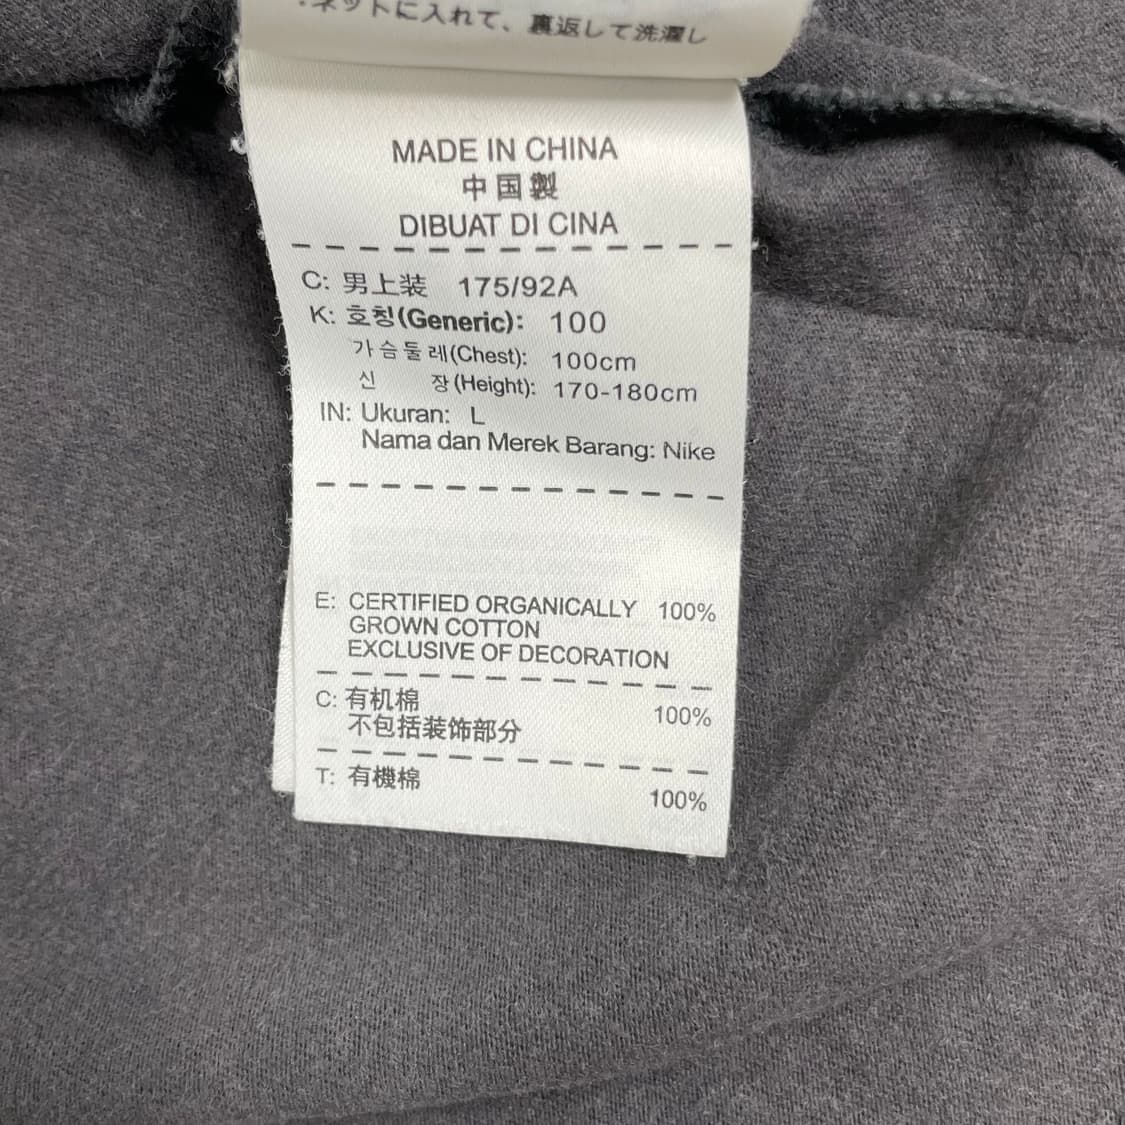 ・ネットに入れて、裏返して洗濯し
MADE IN CHINA
中国製
DIBUAT DI CINA
C: 男上装 175/92A
K: 호칭(Generic): 100
가슴둘레(Chest): 100cm
신 장(Height): 170-180cm
IN: Ukuran: L
Nama dan Merek Barang: Nike
E: CERTIFIED ORGANICALLY 100%
GROWN COTTON
EXCLUSIVE OF DECORATION
C: 有机棉 100%
不包括装饰部分
T: 有機棉 100%